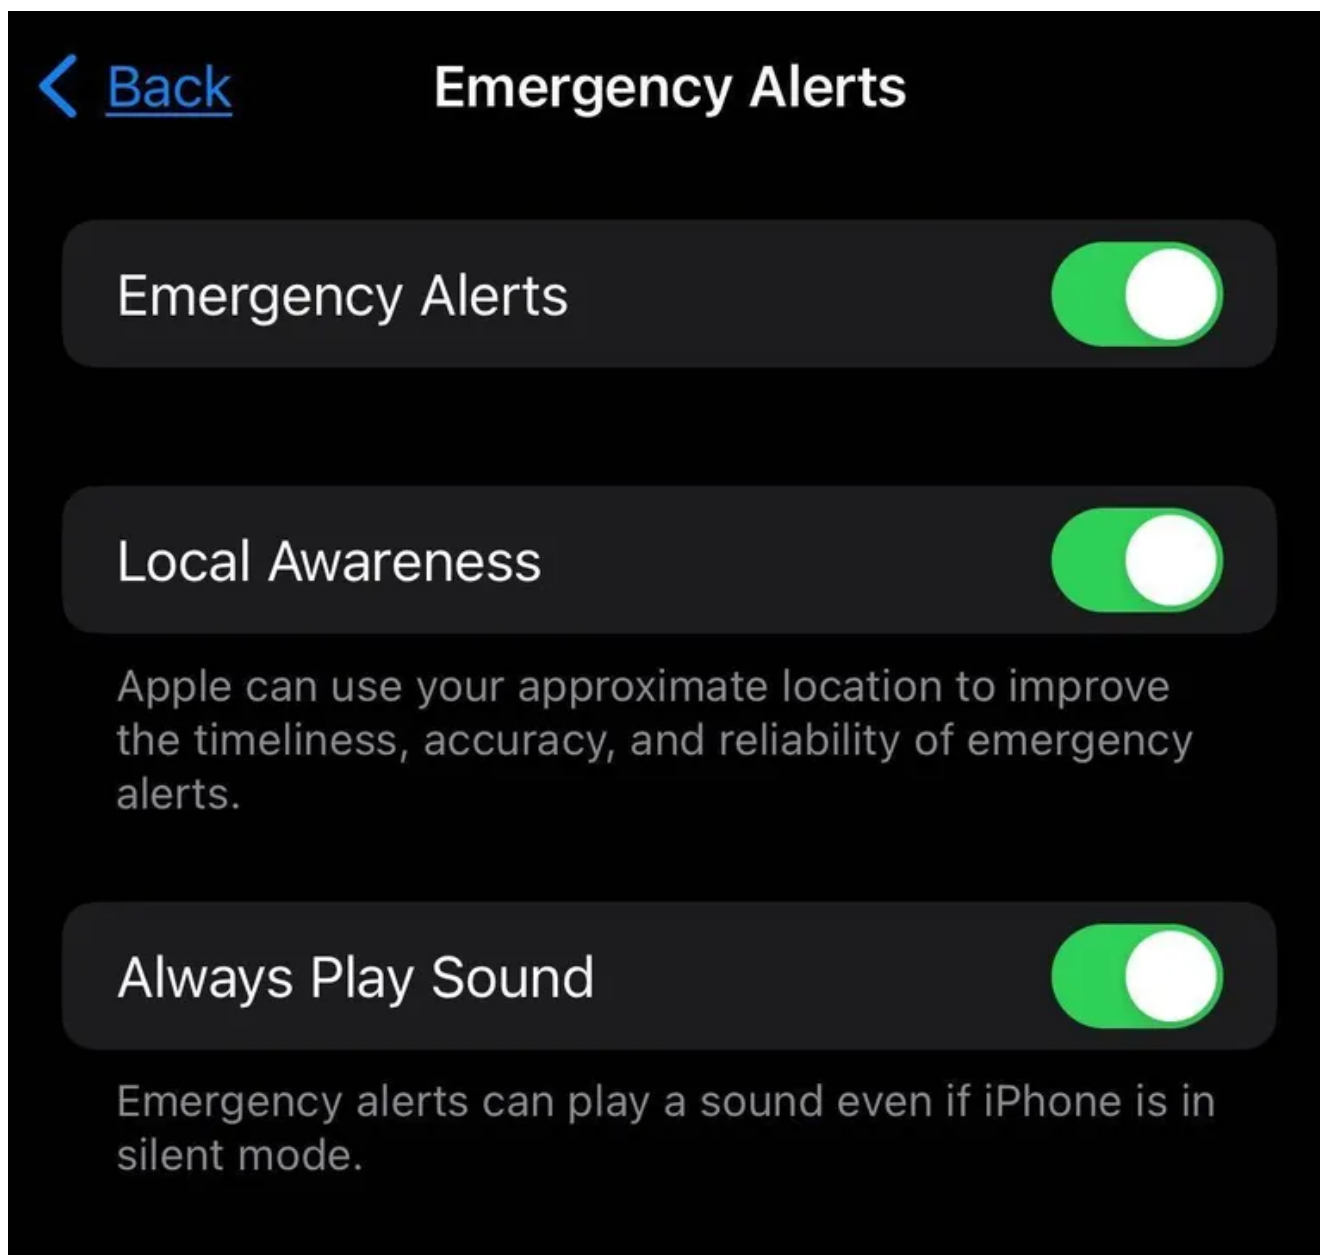 Back
Emergency Alerts
Emergency Alerts
Local Awareness
Apple can use your approximate location to improve
the timeliness, accuracy, and reliability of emergency
alerts.
Always Play Sound
Emergency alerts can play a sound even if iPhone is in
silent mode.